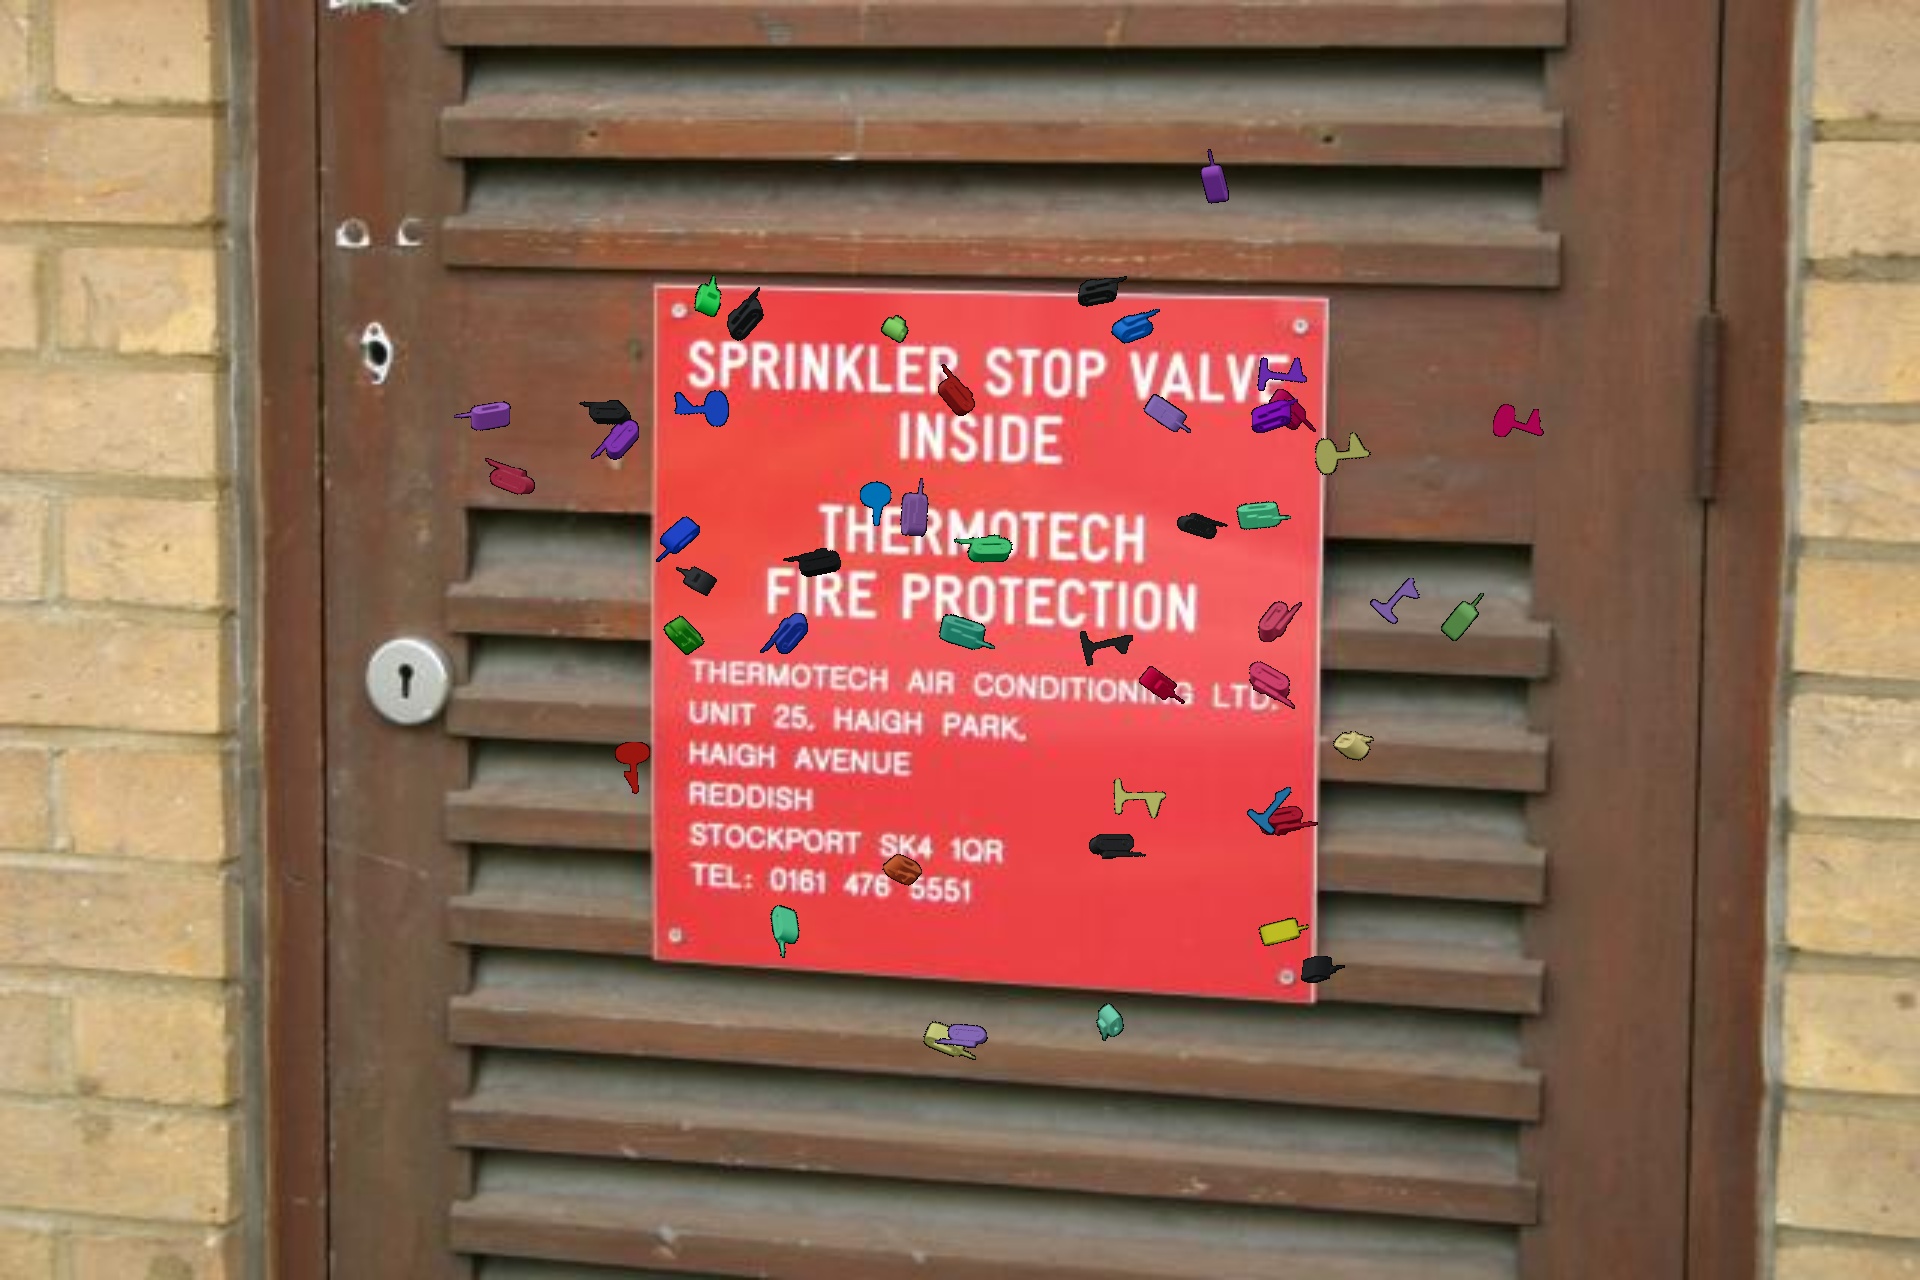 SPRINKLER STOP VALVE
INSIDE
THERMOTECH
FIRE PROTECTION
THERMOTECH AIR CONDITIONING LTD.
UNIT 25, HAIGH PARK,
HAIGH AVENUE
REDDISH
STOCKPORT SK4 1QR
TEL: 0161 476 5551